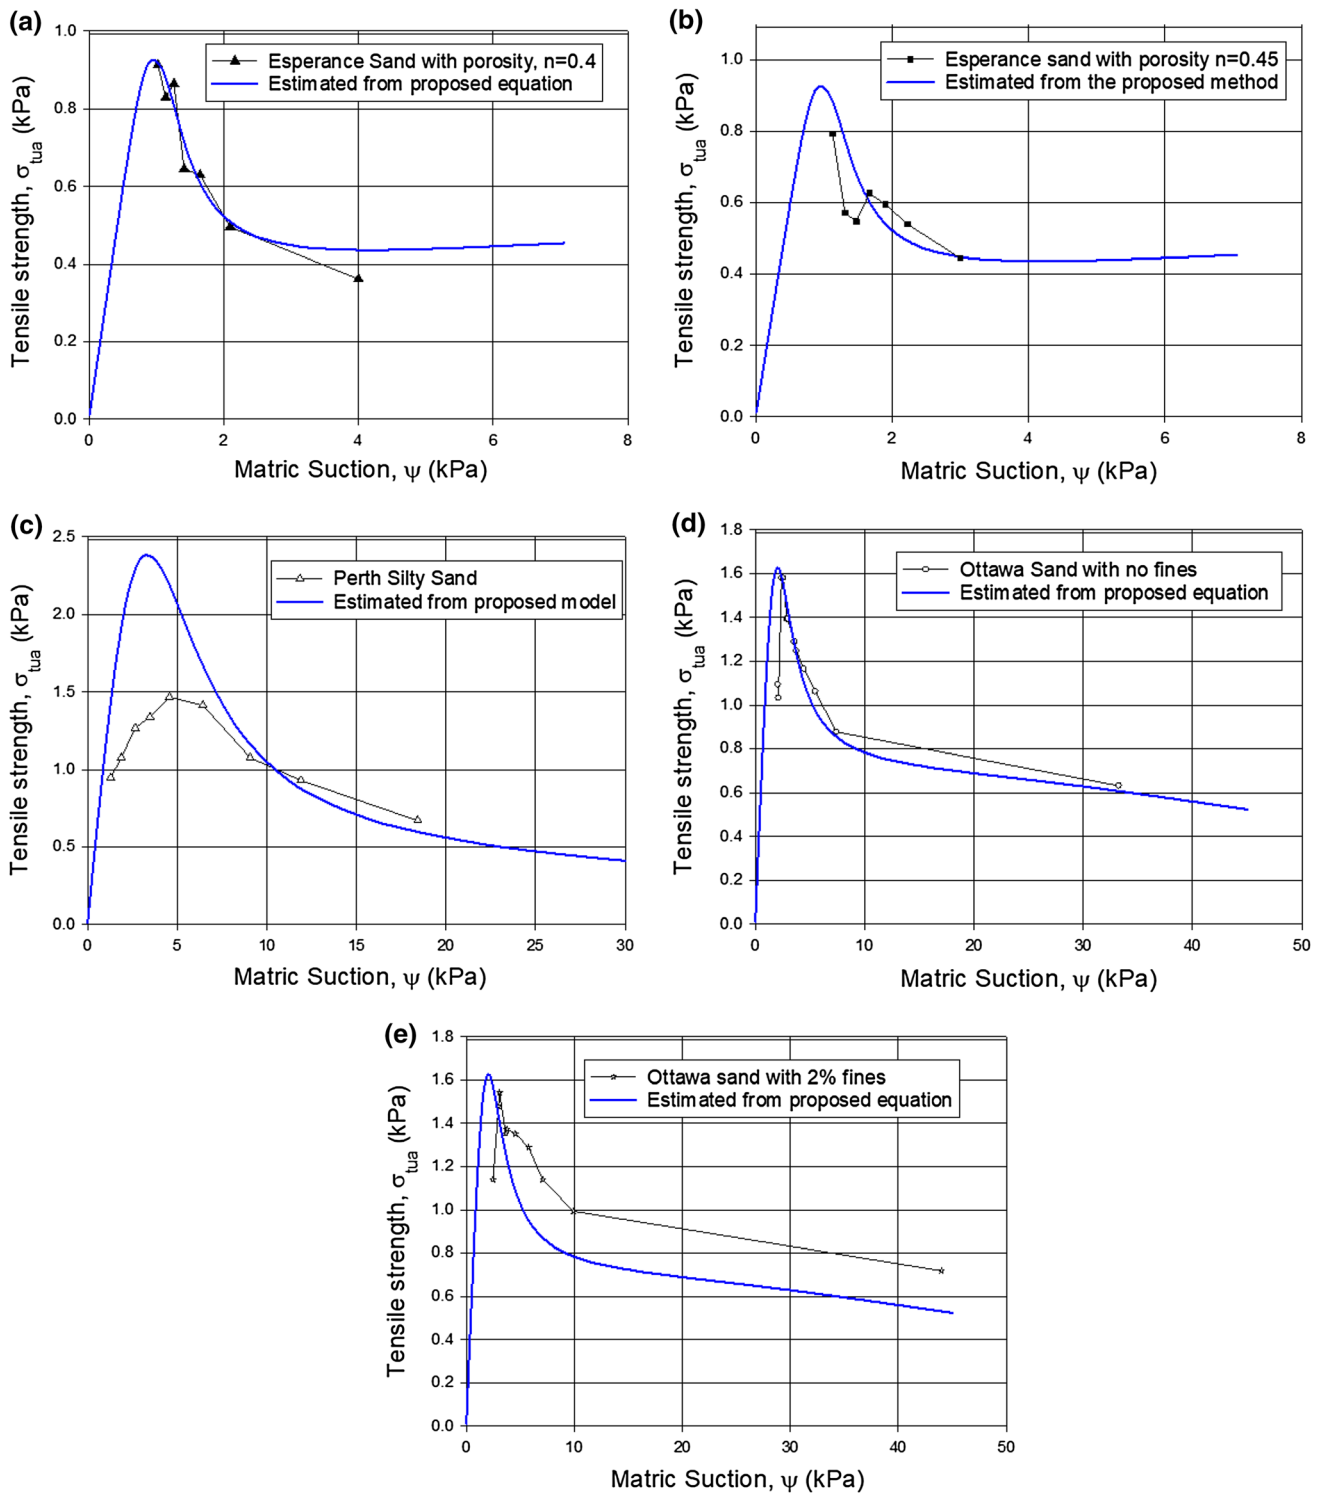 (a)
1.0
0.8
0.6
0.4
0.2
0.0
Tensile strength, σtua (kPa)
Esperance Sand with porosity, n=0.4
Estimated from proposed equation
0 2 4 6 8
Matric Suction, ψ (kPa)
(b)
1.0
0.8
0.6
0.4
0.2
0.0
Tensile strength, σtua (kPa)
Esperance sand with porosity n=0.45
Estimated from the proposed method
0 2 4 6 8
Matric Suction, ψ (kPa)
(c)
2.5
2.0
1.5
1.0
0.5
0.0
Tensile strength, σtua (kPa)
Perth Silty Sand
Estimated from proposed model
0 5 10 15 20 25 30
Matric Suction, ψ (kPa)
(d)
1.8
1.6
1.4
1.2
1.0
0.8
0.6
0.4
0.2
0.0
Tensile strength, σtua (kPa)
Ottawa Sand with no fines
Estimated from proposed equation
0 10 20 30 40 50
Matric Suction, ψ (kPa)
(e)
1.8
1.6
1.4
1.2
1.0
0.8
0.6
0.4
0.2
0.0
Tensile strength, σtua (kPa)
Ottawa sand with 2% fines
Estimated from proposed equation
0 10 20 30 40 50
Matric Suction, ψ (kPa)